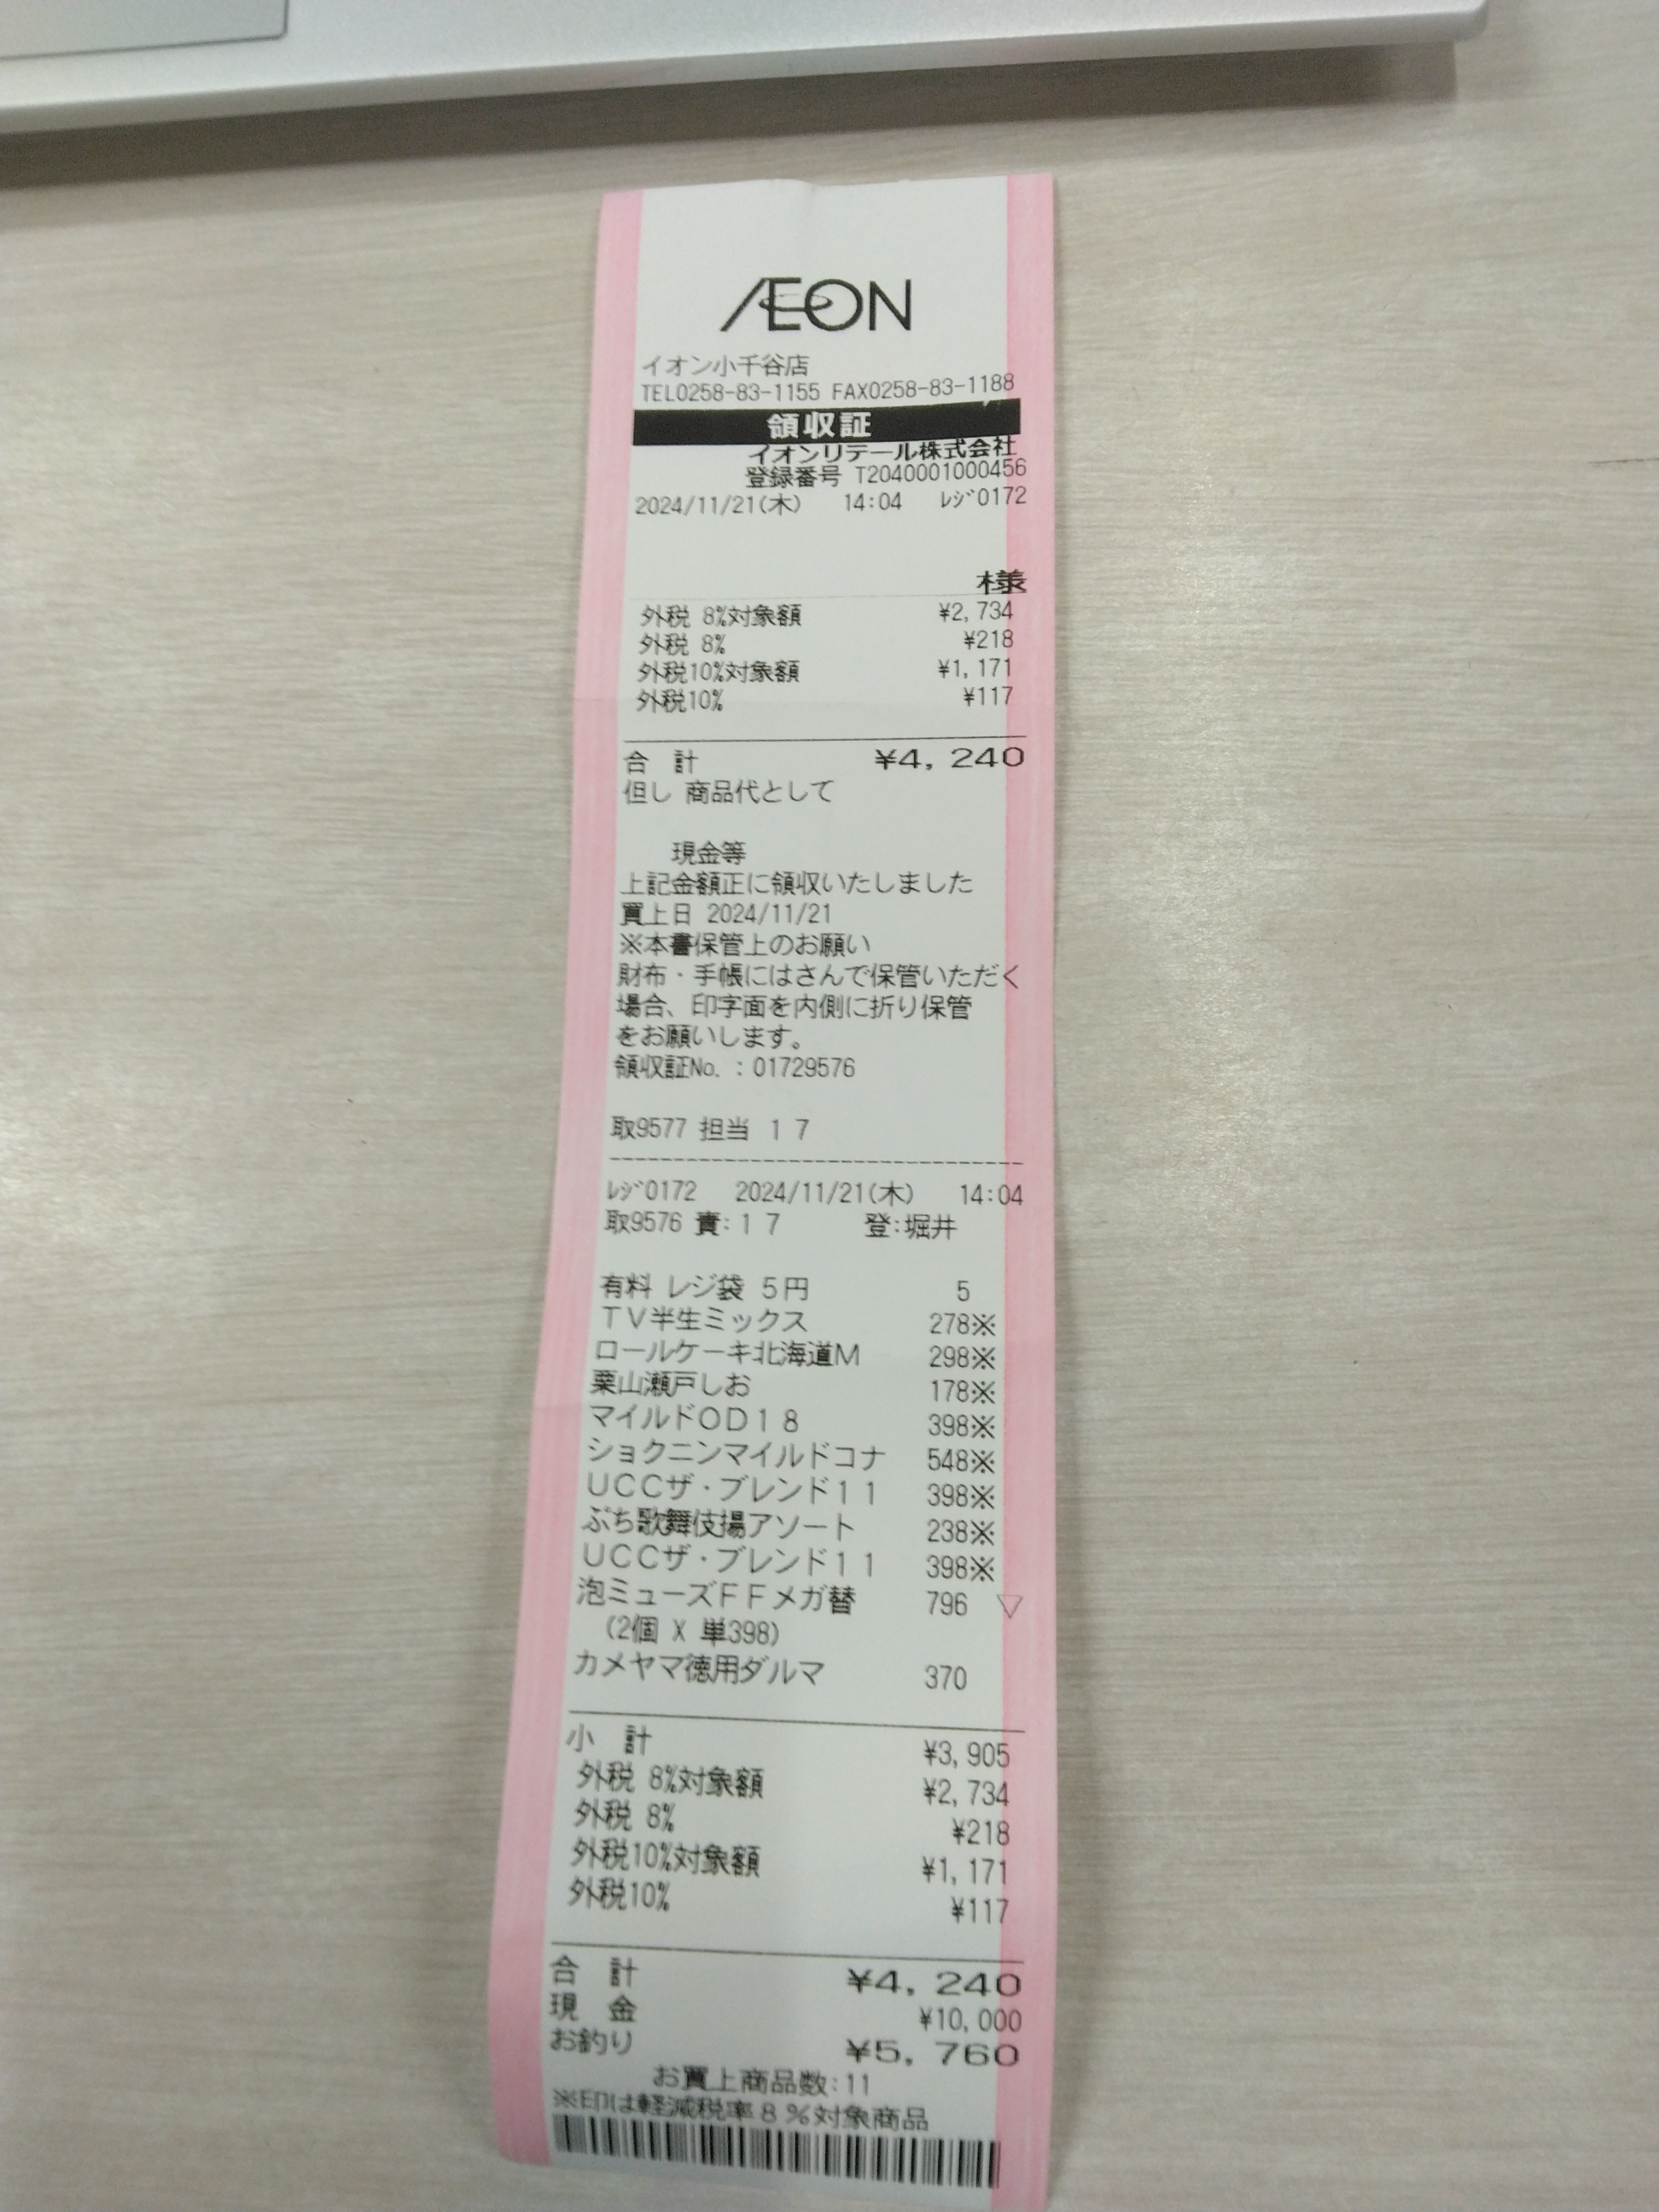 ÆON
イオン小千谷店
TEL0258-83-1155 FAX0258-83-1188
領収証
イオンリテール株式会社
登録番号 T2040001000456
2024/11/21(木) 14:04 ﾚｼﾞ0172
様
外税 8%対象額 ¥2,734
外税 8% ¥218
外税10%対象額 ¥1,171
外税10% ¥117
合 計 ¥4,240
但し 商品代として
現金等
上記金額正に領収いたしました
買上日 2024/11/21
※本書保管上のお願い
財布・手帳にはさんで保管いただく
場合、印字面を内側に折り保管
をお願いします。
領収証No.:01729576
取9577 担当 17
ﾚｼﾞ0172 2024/11/21(木) 14:04
取9576 責:17 登:堀井
有料 レジ袋 5円 5
TV半生ミックス 278※
ロールケーキ北海道M 298※
栗山瀬戸しお 178※
マイルドOD18 398※
ショクニンマイルドコナ 548※
UCCザ・ブレンド11 398※
ぷち歌舞伎揚アソート 238※
UCCザ・ブレンド11 398※
泡ミューズFFメガ替 796 ▽
(2個 X 単398)
カメヤマ徳用ダルマ 370
小 計 ¥3,905
外税 8%対象額 ¥2,734
外税 8% ¥218
外税10%対象額 ¥1,171
外税10% ¥117
合 計 ¥4,240
現 金 ¥10,000
お釣り ¥5,760
お買上商品数:11
※印は軽減税率8%対象商品